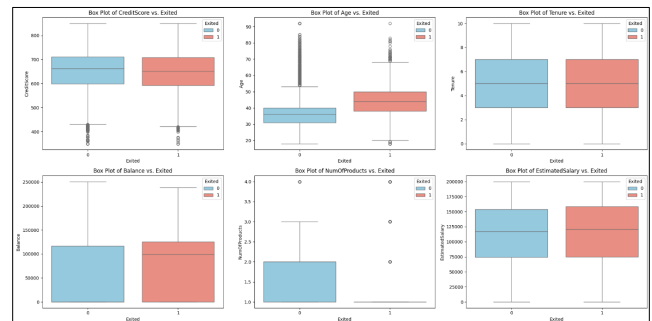 Box Plot of CreditScore vs. Exited
Exited
0
1
CreditScore
800
700
600
500
400
0
1
Exited
Box Plot of Age vs. Exited
Exited
0
1
Age
90
80
70
60
50
40
30
20
0
1
Exited
Box Plot of Tenure vs. Exited
Exited
0
1
Tenure
10
8
6
4
2
0
0
1
Exited
Box Plot of Balance vs. Exited
Exited
0
1
Balance
250000
200000
150000
100000
50000
0
0
1
Exited
Box Plot of NumOfProducts vs. Exited
Exited
0
1
NumOfProducts
4.0
3.5
3.0
2.5
2.0
1.5
1.0
0
1
Exited
Box Plot of EstimatedSalary vs. Exited
Exited
0
1
EstimatedSalary
200000
175000
150000
125000
100000
75000
50000
25000
0
0
1
Exited